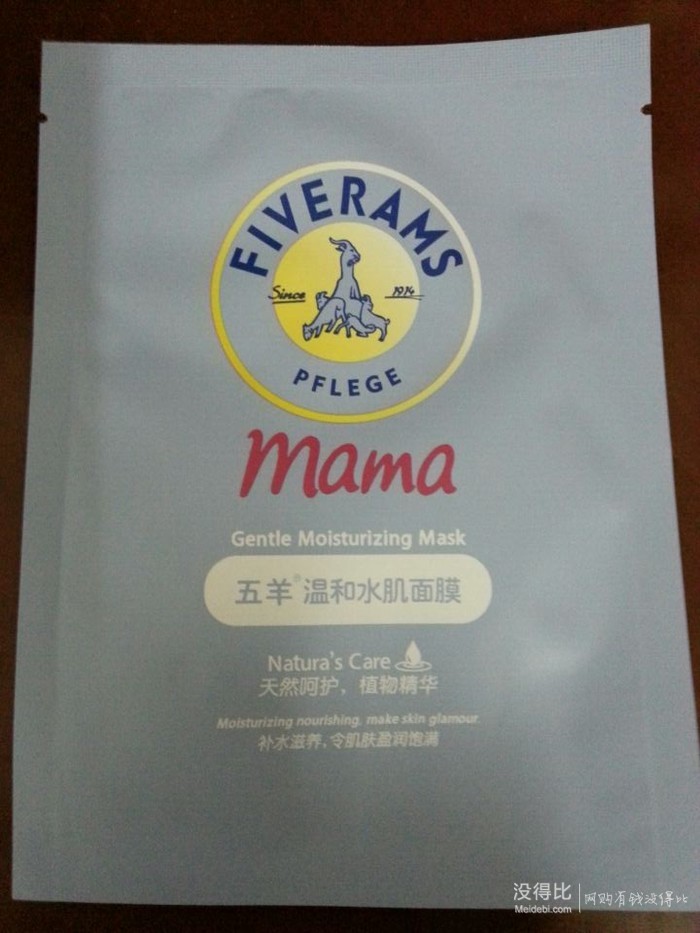 FIVERAMS
Since 1914
PFLEGE
mama
Gentle Moisturizing Mask
五羊®温和水肌面膜
Natura's Care
天然呵护，植物精华
Moisturizing nourishing, make skin glamour
补水滋养，令肌肤盈润饱满
没得比 网购有钱没得比
Meidebi.com